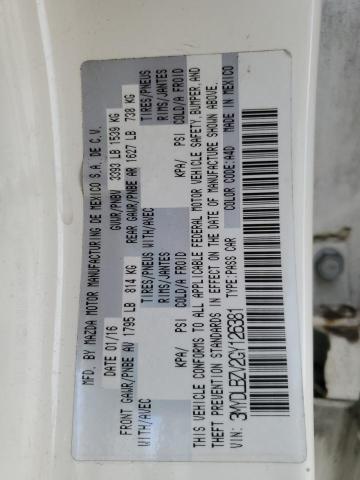 MFD. BY MAZDA MOTOR MANUFACTURING DE MEXICO S.A. DE C.V.
DATE 01/16 GVWR/PNBV 3393 LB 1539 KG
FRONT GAWR/PNBE AV 1795 LB 814 KG REAR GAWR/PNBE AR 1627 LB 738 KG
WITH/AVEC TIRES/PNEUS WITH/AVEC TIRES/PNEUS
RIMS/JANTES RIMS/JANTES
KPA/ PSI COLD/A FROID KPA/ PSI COLD/A FROID
THIS VEHICLE CONFORMS TO ALL APPLICABLE FEDERAL MOTOR VEHICLE SAFETY, BUMPER, AND
THEFT PREVENTION STANDARDS IN EFFECT ON THE DATE OF MANUFACTURE SHOWN ABOVE.
VIN: 3MYDLBZV2GY126381 TYPE:PASS CAR COLOR CODE:A4D MADE IN MEXICO